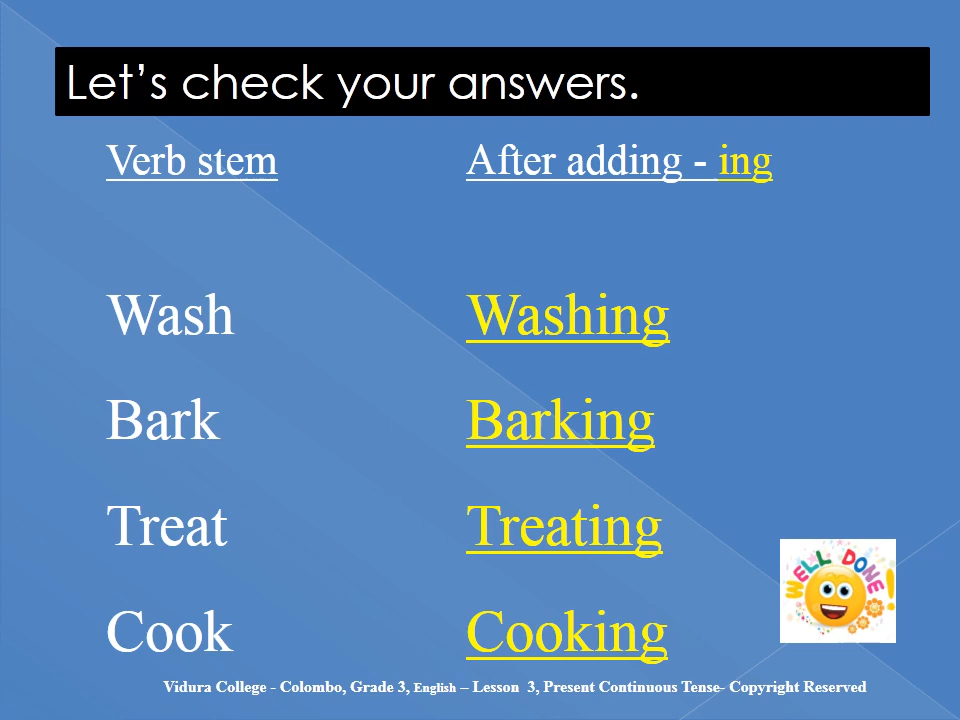 Let’s check your answers.
Verb stem After adding - ing
Wash Washing
Bark Barking
Treat Treating
Cook Cooking
WELL DONE!
Vidura College - Colombo, Grade 3, English – Lesson 3, Present Continuous Tense- Copyright Reserved